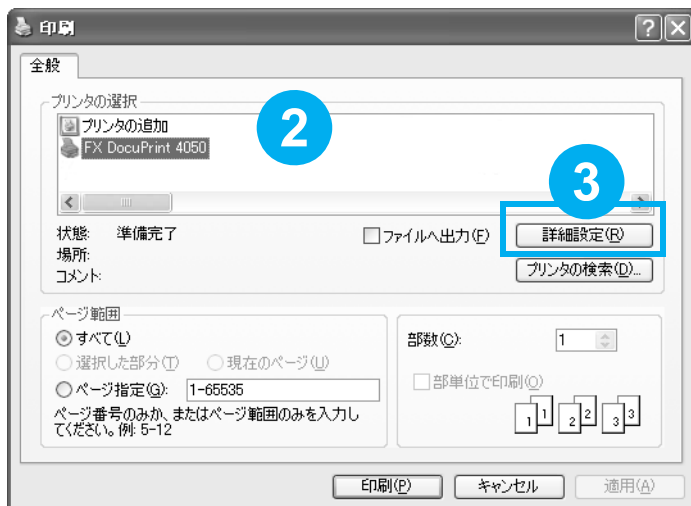 印刷
全般
プリンタの選択
プリンタの追加
FX DocuPrint 4050
2
3
状態: 準備完了
場所:
コメント:
ファイルへ出力(F)
詳細設定(R)
プリンタの検索(D)...
ページ範囲
すべて(L)
選択した部分(T) 現在のページ(U)
ページ指定(G): 1-65535
ページ番号のみか、またはページ範囲のみを入力し
てください。例: 5-12
部数(C): 1
部単位で印刷(O)
1 1 2 2 3 3
印刷(P) キャンセル 適用(A)